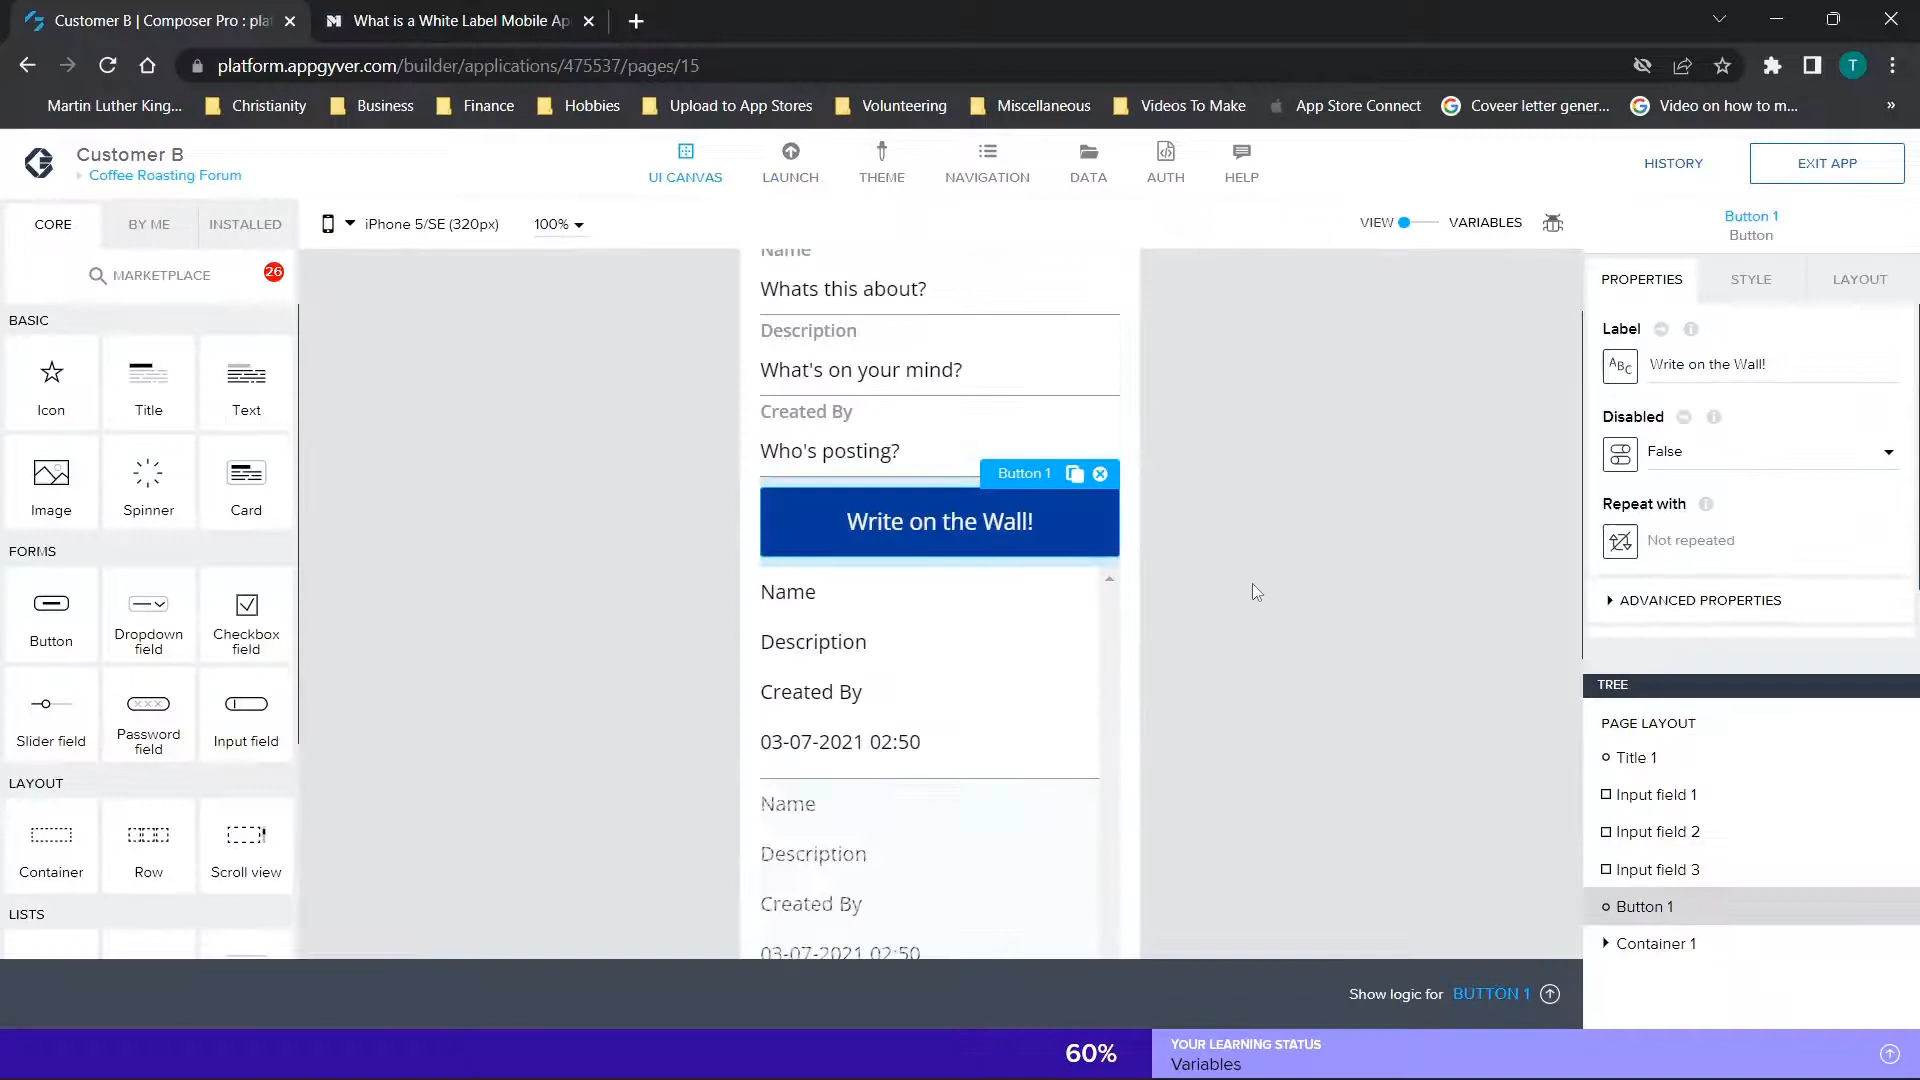 Customer B | Composer Pro : pla
What is a White Label Mobile Ap
platform.appgyver.com/builder/applications/475537/pages/15
T
Martin Luther King...
Christianity
Business
Finance
Hobbies
Upload to App Stores
Volunteering
Miscellaneous
Videos To Make
App Store Connect
Coveer letter gener...
Video on how to m...
»
Customer B
Coffee Roasting Forum
UI CANVAS
LAUNCH
THEME
NAVIGATION
DATA
AUTH
HELP
HISTORY
EXIT APP
CORE
BY ME
INSTALLED
iPhone 5/SE (320px)
100%
VIEW
VARIABLES
Button 1
Button
MARKETPLACE
26
PROPERTIES
STYLE
LAYOUT
BASIC
Icon
Title
Text
Image
Spinner
Card
FORMS
Button
Dropdown
field
Checkbox
field
Slider field
Password
field
Input field
LAYOUT
Container
Row
Scroll view
LISTS
Name
Whats this about?
Description
What's on your mind?
Created By
Who's posting?
Button 1
Write on the Wall!
Name
Description
Created By
03-07-2021 02:50
Name
Description
Created By
03-07-2021 02:50
Label
ABC
Write on the Wall!
Disabled
False
Repeat with
Not repeated
ADVANCED PROPERTIES
TREE
PAGE LAYOUT
Title 1
Input field 1
Input field 2
Input field 3
Button 1
Container 1
Show logic for BUTTON 1
60%
YOUR LEARNING STATUS
Variables